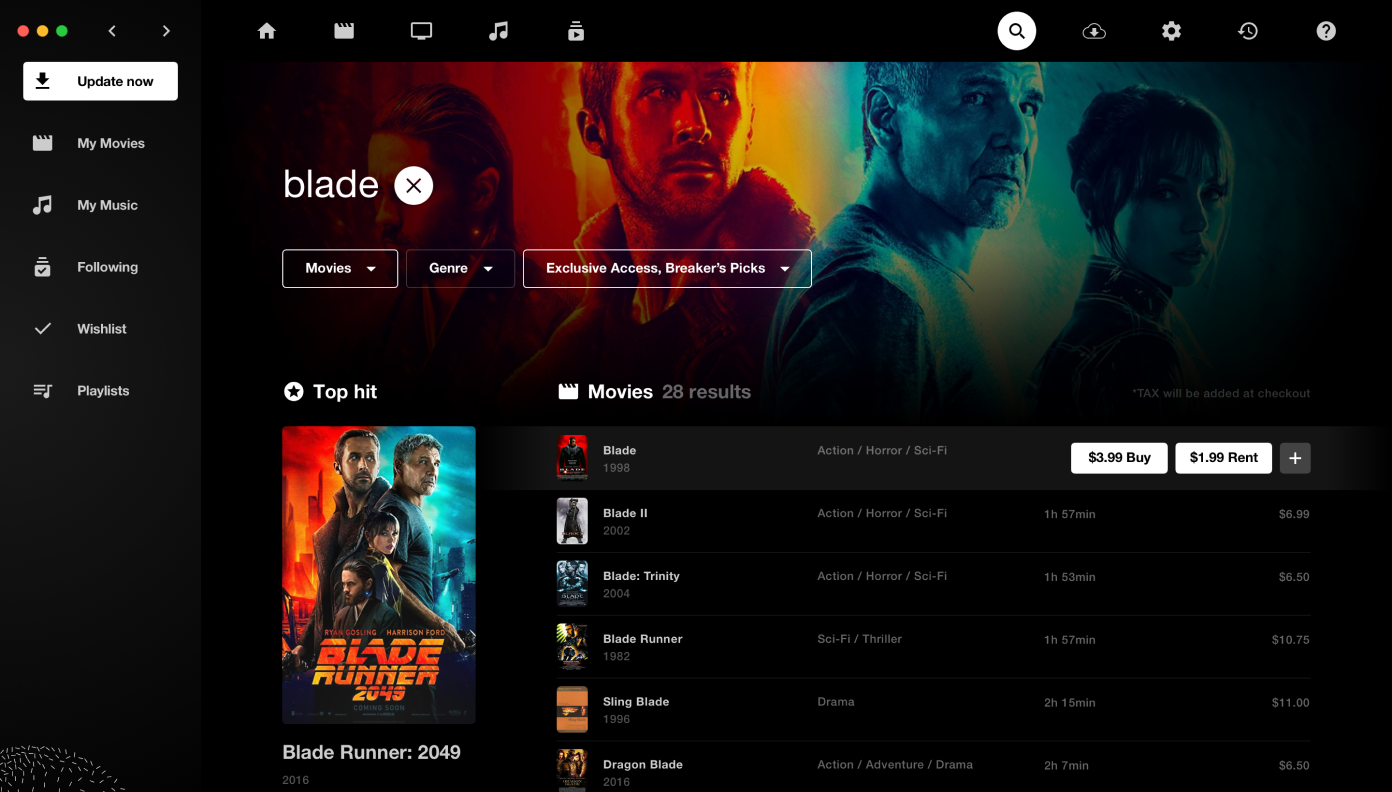 Update now
My Movies
My Music
Following
Wishlist
Playlists
blade
Movies
Genre
Exclusive Access, Breaker’s Picks
Top hit
RYAN GOSLING / HARRISON FORD
BLADE
RUNNER
2049
COMING SOON
Blade Runner: 2049
2016
Movies 28 results
*TAX will be added at checkout
Blade
1998
Action / Horror / Sci-Fi
$3.99 Buy
$1.99 Rent
Blade II
2002
Action / Horror / Sci-Fi
1h 57min
$6.99
Blade: Trinity
2004
Action / Horror / Sci-Fi
1h 53min
$6.50
Blade Runner
1982
Sci-Fi / Thriller
1h 57min
$10.75
Sling Blade
1996
Drama
2h 15min
$11.00
Dragon Blade
2016
Action / Adventure / Drama
2h 7min
$6.50